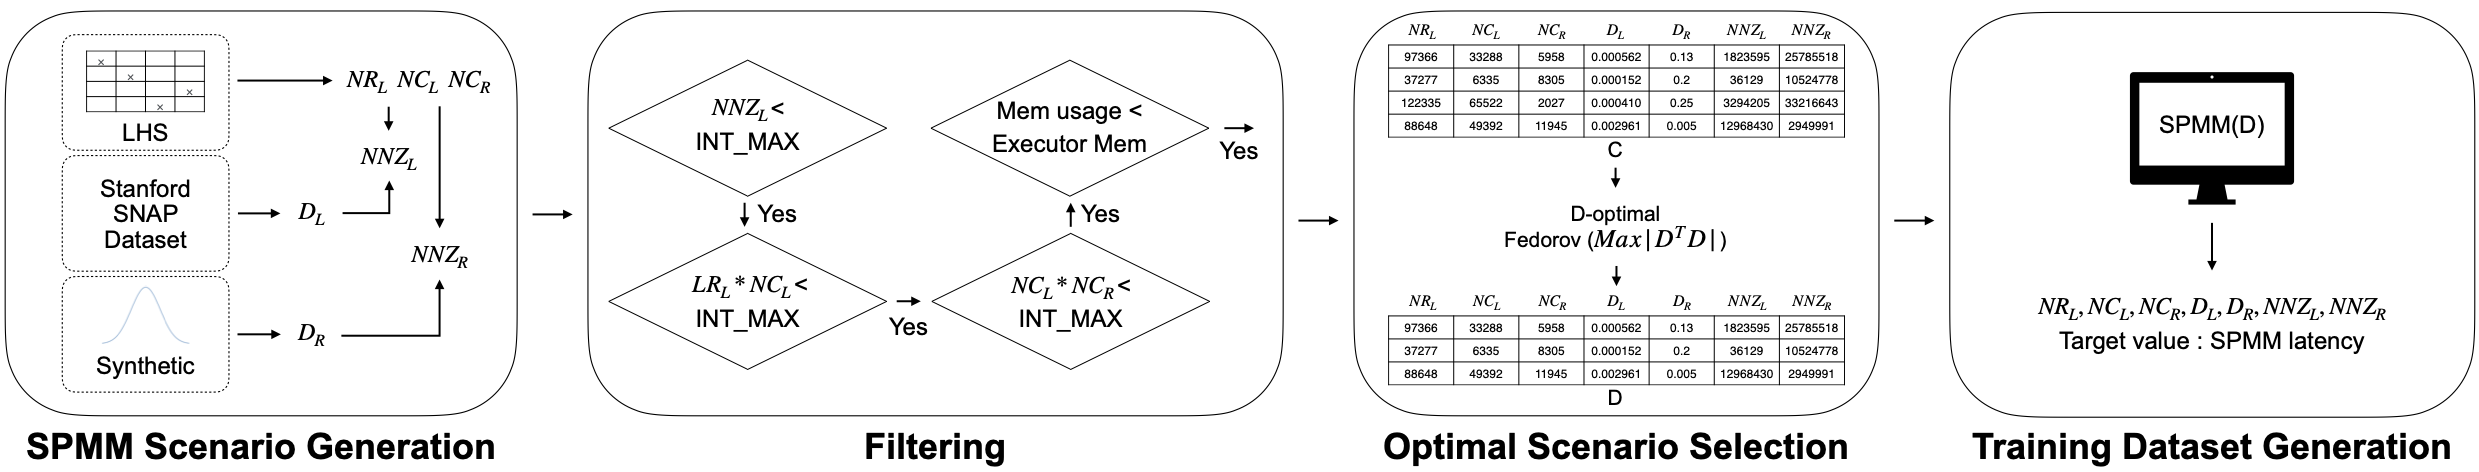 LHS
NR_L NC_L NC_R
NNZ_L
Stanford
SNAP
Dataset
D_L
NNZ_R
Synthetic
D_R
SPMM Scenario Generation
NNZ_L <
INT_MAX
Yes
LR_L * NC_L <
INT_MAX
Yes
NC_L * NC_R <
INT_MAX
Yes
Mem usage <
Executor Mem
Yes
Filtering
NR_L NC_L NC_R D_L D_R NNZ_L NNZ_R
97366 33288 5958 0.000562 0.13 1823595 25785518
37277 6335 8305 0.000152 0.2 36129 10524778
122335 65522 2027 0.000410 0.25 3294205 33216643
88648 49392 11945 0.002961 0.005 12968430 2949991
C
D-optimal
Fedorov (Max|D^T D|)
NR_L NC_L NC_R D_L D_R NNZ_L NNZ_R
97366 33288 5958 0.000562 0.13 1823595 25785518
37277 6335 8305 0.000152 0.2 36129 10524778
88648 49392 11945 0.002961 0.005 12968430 2949991
D
Optimal Scenario Selection
SPMM(D)
NR_L, NC_L, NC_R, D_L, D_R, NNZ_L, NNZ_R
Target value : SPMM latency
Training Dataset Generation